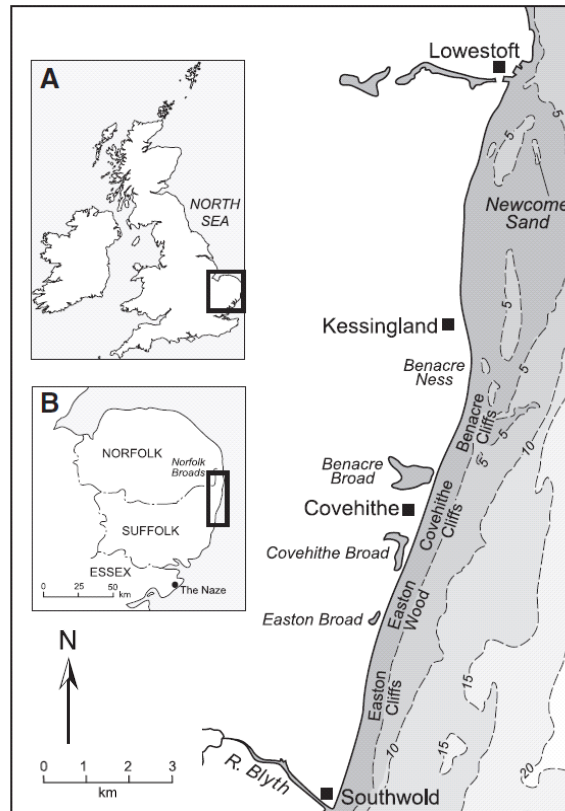 A
NORTH
SEA
B
NORFOLK
Norfolk
Broads
SUFFOLK
ESSEX
The Naze
0 25 50
km
N
0 1 2 3
km
Lowestoft
5
5
Newcome
Sand
5
Kessingland
Benacre
Ness
5
5
10
Benacre
Cliffs
Benacre
Broad
Covehithe
Covehithe
Cliffs
Covehithe Broad
Easton
Wood
Easton Broad
Easton
Cliffs
10
15
15
5
20
R. Blyth
Southwold